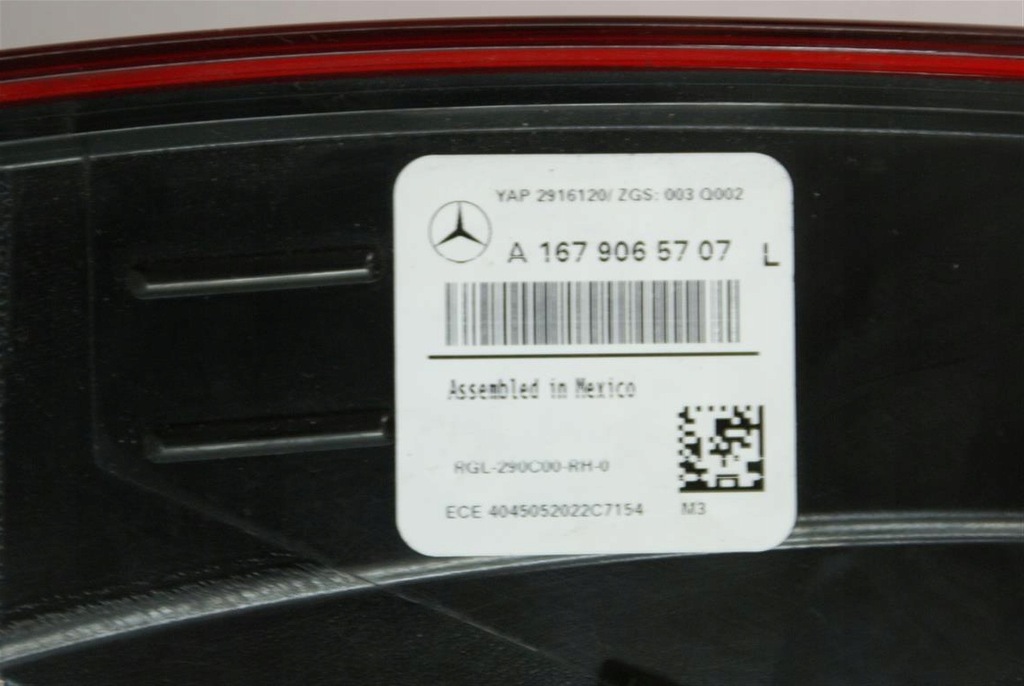 YAP 2916120/ ZGS: 003 Q002
A 167 906 57 07 L
Assembled in Mexico
RGL-290C00-RH-0
ECE 4045052022C7154 M3